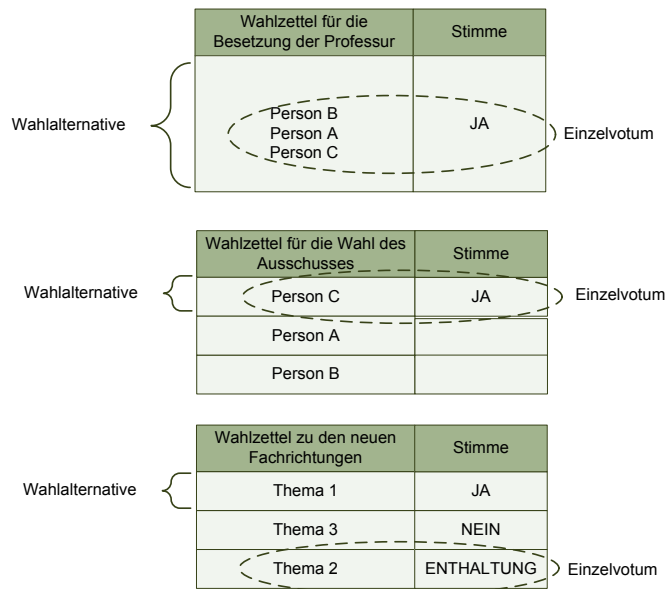 Wahlzettel für die
Besetzung der Professur
Stimme
Wahlalternative
Person B
Person A
Person C
JA
Einzelvotum
Wahlzettel für die Wahl des
Ausschusses
Stimme
Wahlalternative
Person C
JA
Einzelvotum
Person A
Person B
Wahlzettel zu den neuen
Fachrichtungen
Stimme
Wahlalternative
Thema 1
JA
Thema 3
NEIN
Thema 2
ENTHALTUNG
Einzelvotum